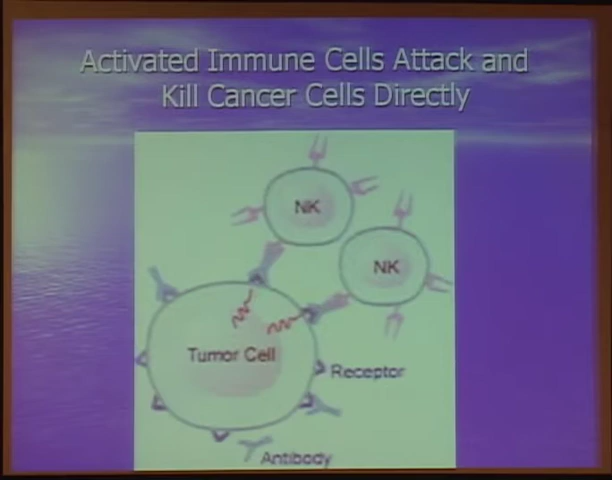 Activated Immune Cells Attack and
Kill Cancer Cells Directly
NK
NK
Tumor Cell
Receptor
Antibody